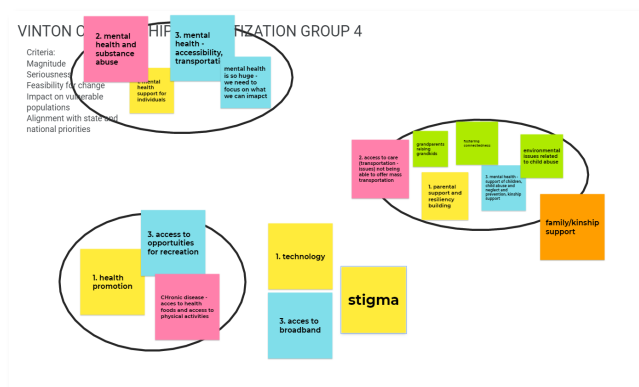 VINTON C HIP TIZATION GROUP 4
Criteria:
Magnitude
Seriousness
Feasibility for change
Impact on vulnerable
populations
Alignment with state and
national priorities
2. mental
health and
substance
abuse
3. mental
health -
accessibility,
transportati
mental
health
support for
individuals
mental health
is so huge -
we need to
focus on what
we can imapct
2. access to care
(transportation -
issues) not being
able to offer mass
transportation
grandparents
raising
grandkids
fostering
connectedness
environmental
issues related
to child abuse
1. parental
support and
resiliency
building
3. mental health -
support of children,
child abuse and
neglect and
prevention, kinship
support
family/kinship
support
3. access to
opportuities
for recreation
1. health
promotion
CHronic disease -
acces to health
foods and access to
physical activities
1. technology
3. acces to
broadband
stigma